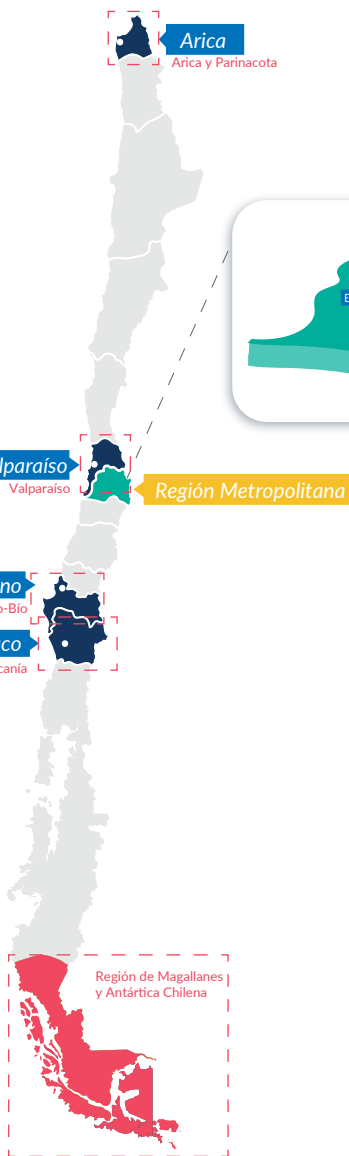 Arica
Arica y Parinacota
E
lparaíso
Valparaíso
Región Metropolitana
no
o-Bío
co
canía
Región de Magallanes
y Antártica Chilena